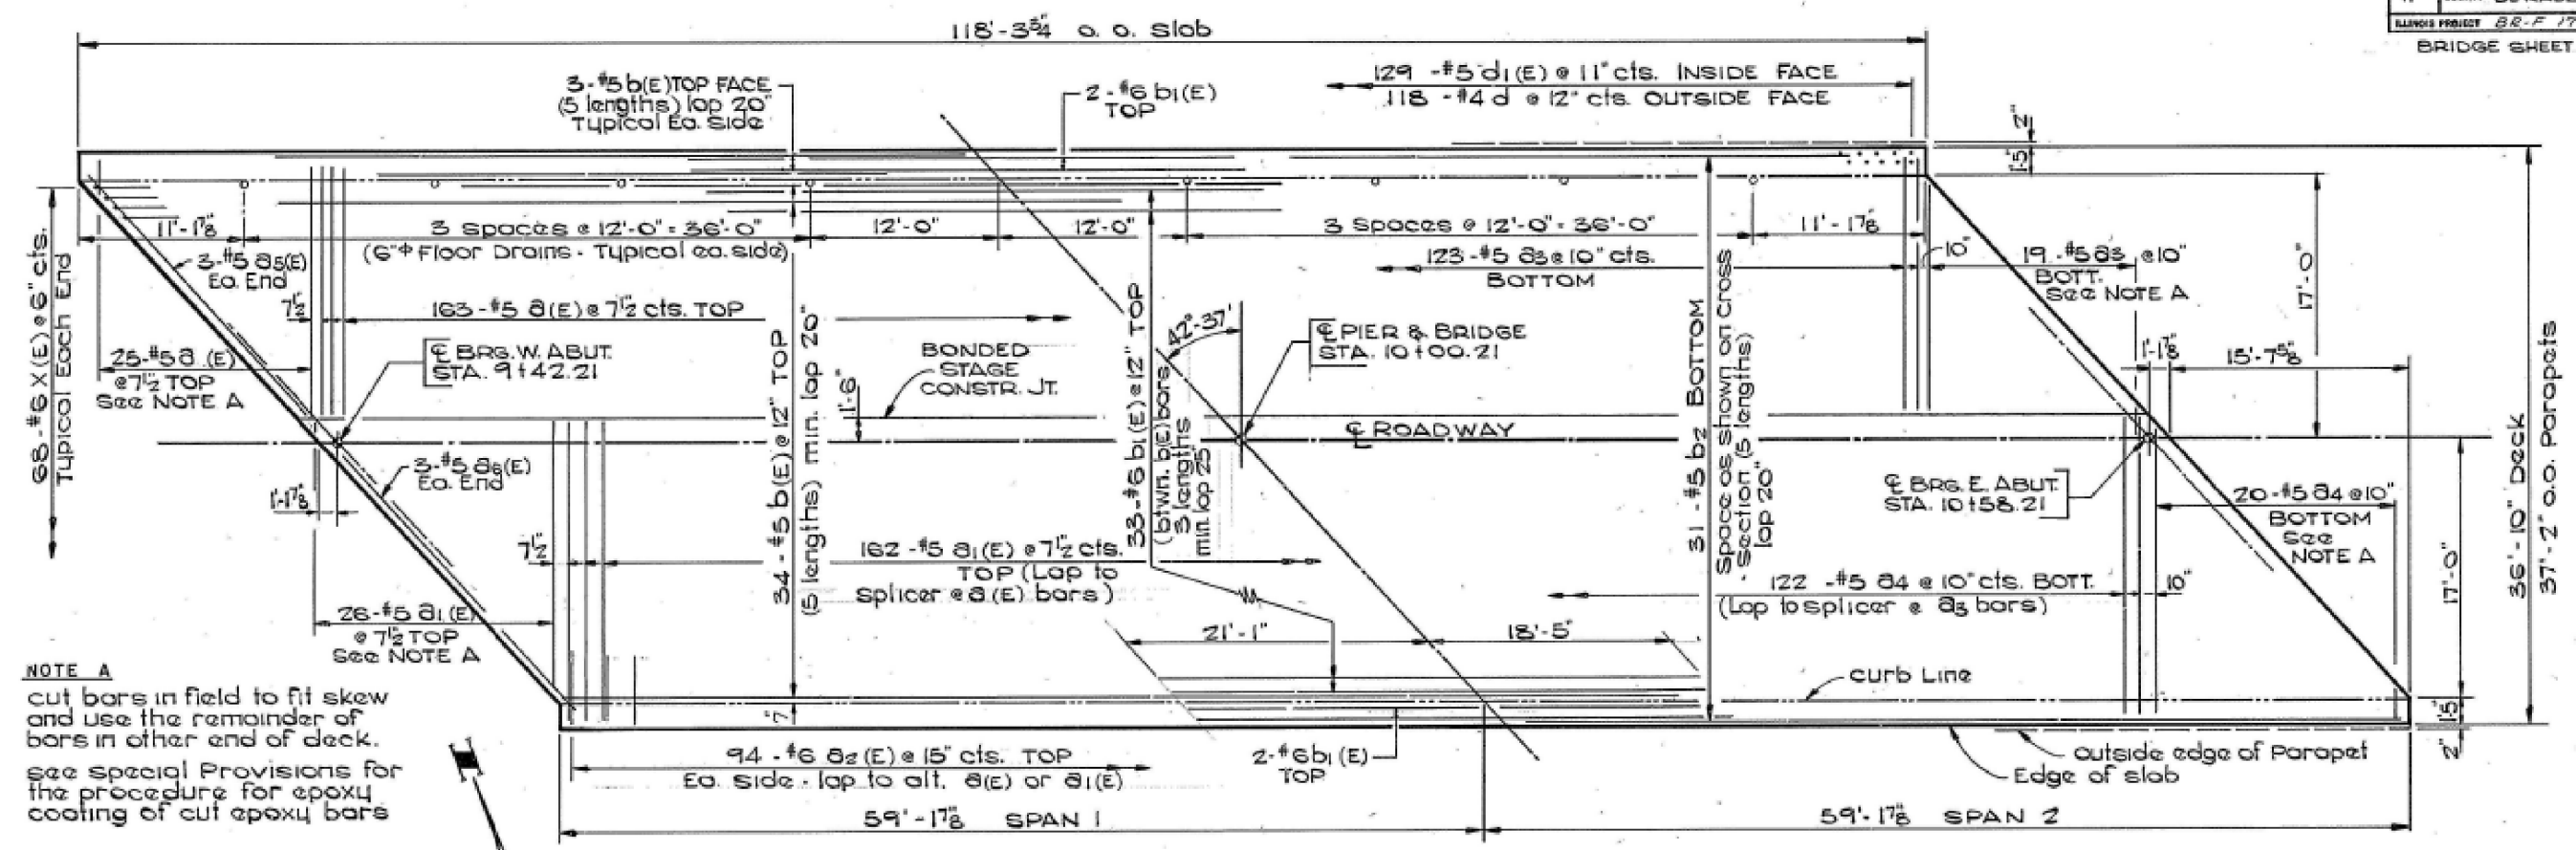 ILLINOIS PROJECT BR-F 17
BRIDGE SHEET
118'-3¾" o. o. Slab
3-#5 b(E) TOP FACE
(5 lengths) lap 20"
Typical Ea. Side
2-#6 b1(E)
TOP
129 -#5 d1(E) @ 11" cts. INSIDE FACE
118 -#4 d @ 12" cts. OUTSIDE FACE
2"
1'-5"
11'-1⅞"
3 Spaces @ 12'-0" = 36'-0"
(6"Φ Floor Drains - Typical ea. side)
12'-0"
12'-0"
3 Spaces @ 12'-0" = 36'-0"
11'-1⅞"
68-#6 X(E) @ 6" cts.
Typical Each End
3-#5 a5(E)
Ea. End
7½"
163-#5 a(E) @ 7½" cts. TOP
123-#5 a3 @ 10" cts.
BOTTOM
10"
19-#5 a3 @10"
BOTT.
See NOTE A
17'-0"
25-#5 a (E)
@ 7½" TOP
See NOTE A
℄ BRG. W. ABUT.
STA. 9+42.21
34-#5 b(E) @ 12" TOP
(5 lengths) min. lap 20"
1'-6"
BONDED
STAGE
CONSTR. JT.
33-#6 b1(E) @ 12" TOP
(btwn. b(E) bars)
3 lengths
min lap 25"
42°-37'
℄ PIER & BRIDGE
STA. 10+00.21
31-#5 b2 BOTTOM
Space as shown on cross
Section (5 lengths)
lap 20"
1'-1⅞"
15'-7⅝"
36'-10" Deck
37'-2" o.o. Parapets
℄ ROADWAY
3-#5 a6(E)
Ea. End
1'-1⅞"
℄ BRG. E. ABUT.
STA. 10+58.21
20-#5 a4 @10"
BOTTOM
See
NOTE A
7½"
162-#5 a1(E) @ 7½" cts.
TOP (Lap to
Splicer @ a(E) bars)
122 -#5 a4 @ 10" cts. BOTT.
(Lap to splicer @ a3 bars)
10"
17'-0"
26-#5 a1(E)
@ 7½" TOP
See NOTE A
21'-1"
18'-5"
Curb Line
7"
1'-5"
2"
94-#6 a2(E) @ 15" cts. TOP
Ea. side - lap to alt. a(E) or a1(E)
2-#6 b1(E)
TOP
Outside edge of Parapet
Edge of slab
59'-1⅞" SPAN 1
59'-1⅞" SPAN 2
NOTE A
Cut bars in field to fit skew
and use the remainder of
bars in other end of deck.
See Special Provisions for
the procedure for epoxy
coating of cut epoxy bars